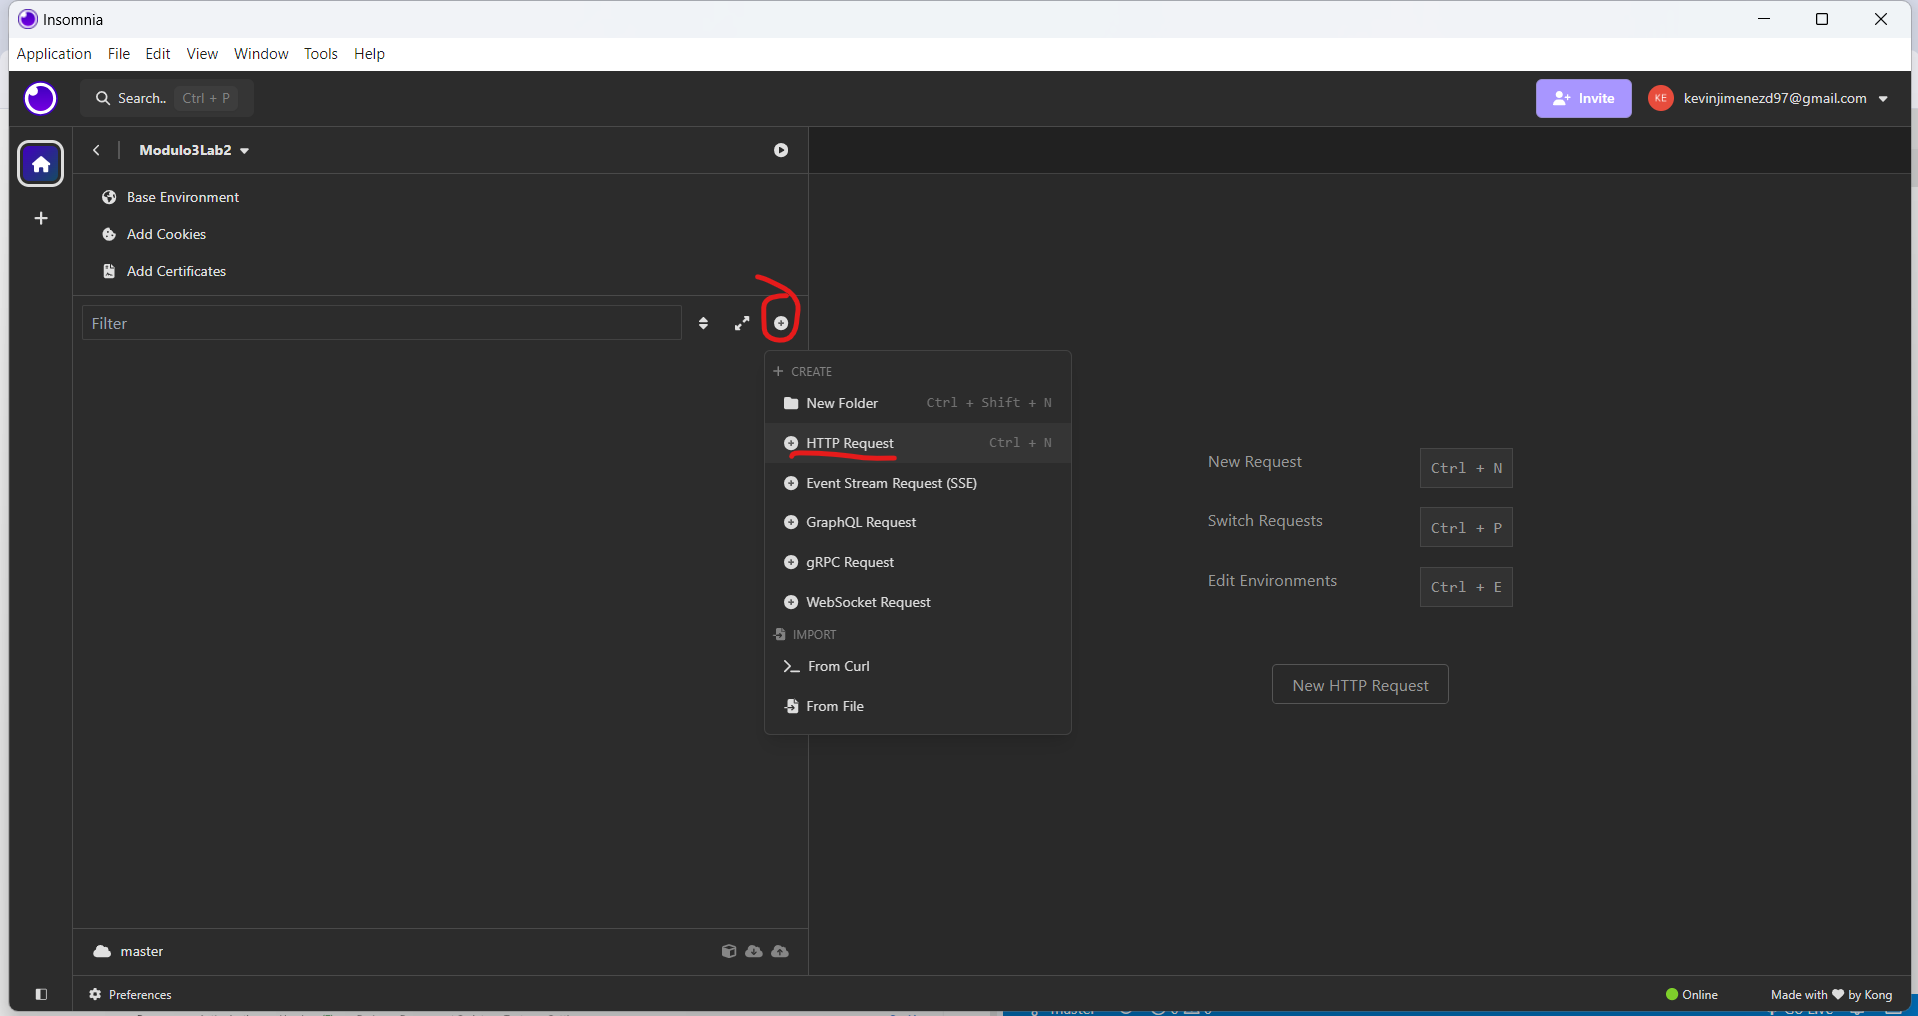 Insomnia
Application File Edit View Window Tools Help
Search.. Ctrl + P
Invite
KE kevinjimenezd97@gmail.com
Modulo3Lab2
Base Environment
Add Cookies
Add Certificates
Filter
CREATE
New Folder Ctrl + Shift + N
HTTP Request Ctrl + N
Event Stream Request (SSE)
GraphQL Request
gRPC Request
WebSocket Request
IMPORT
From Curl
From File
New Request Ctrl + N
Switch Requests Ctrl + P
Edit Environments Ctrl + E
New HTTP Request
master
Preferences
Online
Made with ❤ by Kong
master
Go Live